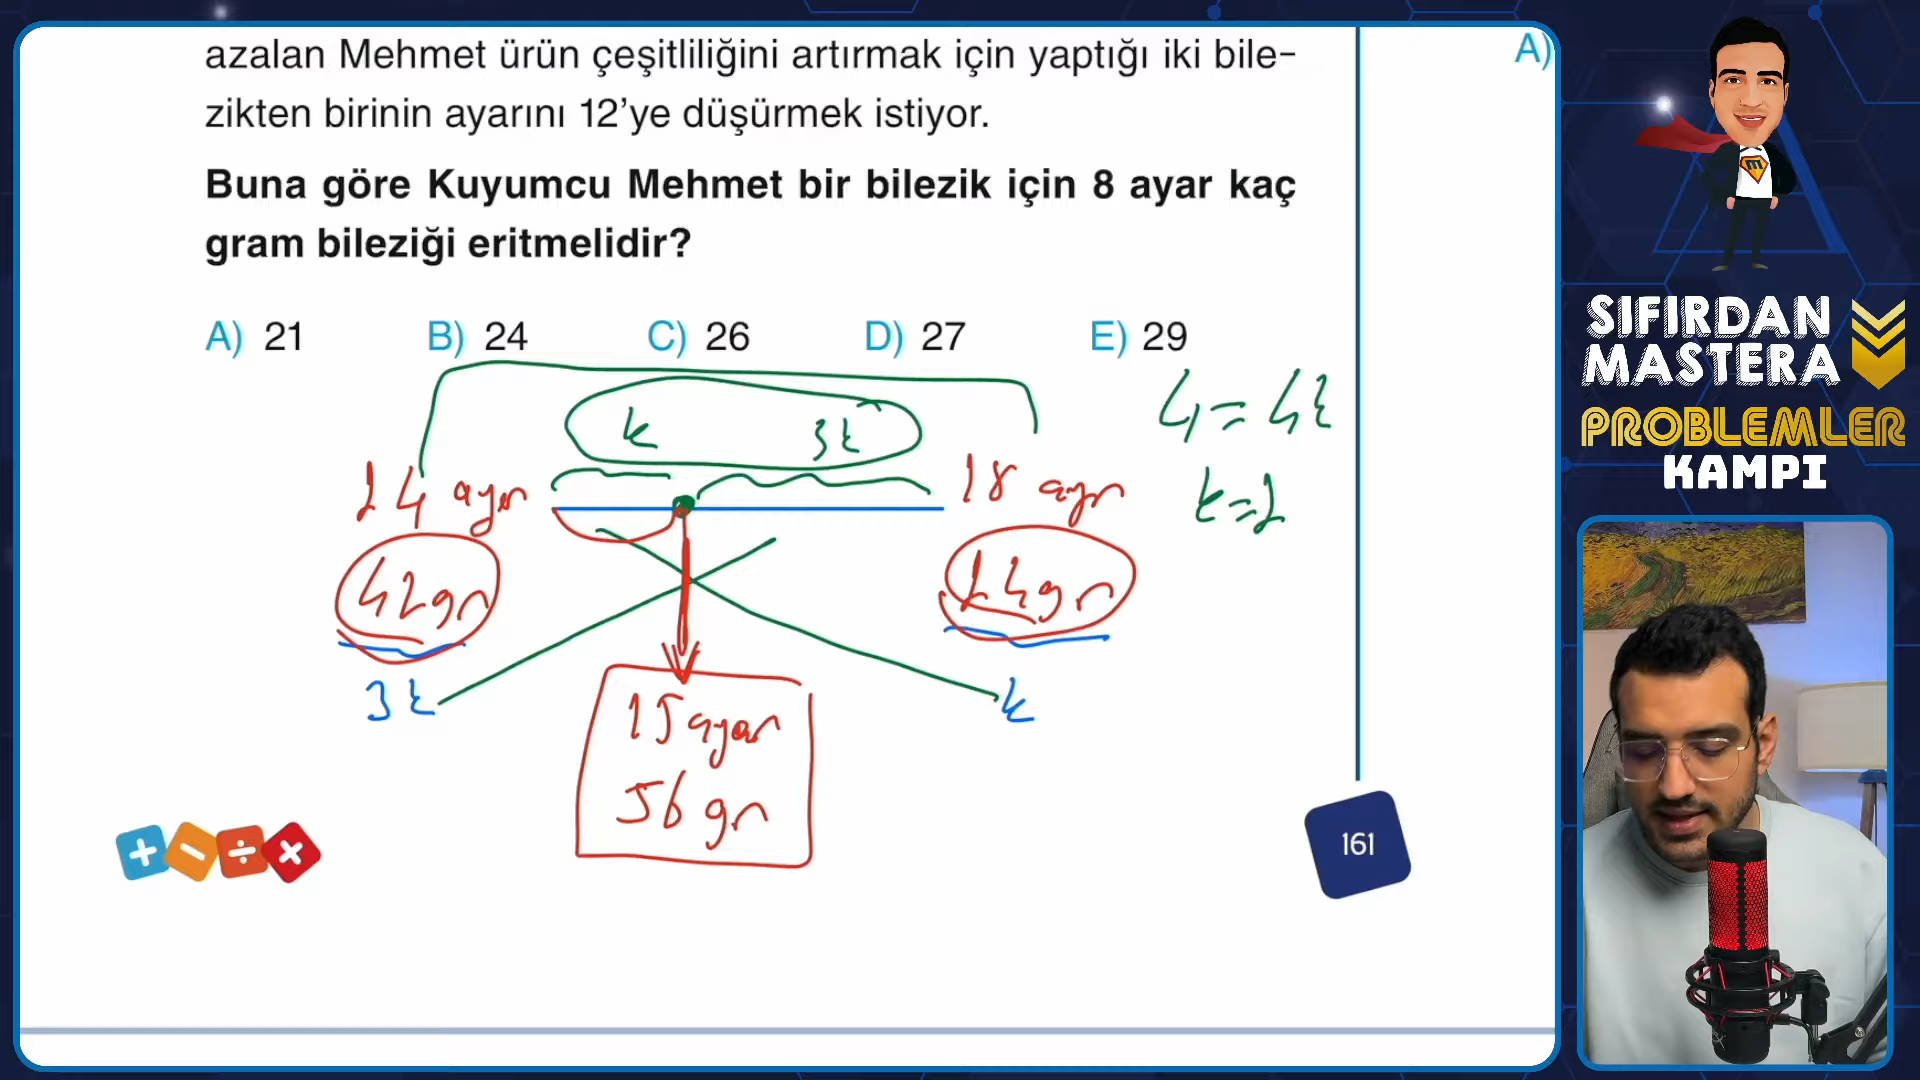 azalan Mehmet ürün çeşitliliğini artırmak için yaptığı iki bile-
zikten birinin ayarını 12'ye düşürmek istiyor.
Buna göre Kuyumcu Mehmet bir bilezik için 8 ayar kaç
gram bileziği eritmelidir?
A) 21 B) 24 C) 26 D) 27 E) 29
A)
k 3k
4 = 4k
14 ayar 18 ayar
k=1
42gr 14gr
3k k
15 ayar
56 gr
161
SIFIRDAN
MASTERA
PROBLEMLER
KAMPI